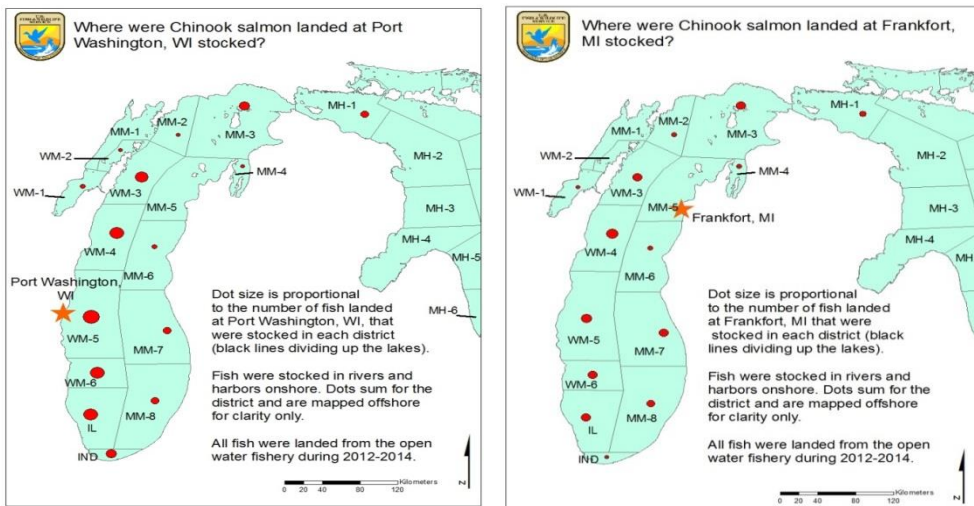 U.S.
FISH & WILDLIFE
SERVICE
Where were Chinook salmon landed at Port
Washington, WI stocked?
MH-1
MM-1
MM-2
MM-3
WM-2
MM-4
WM-1
WM-3
MM-5
MH-2
MH-3
MH-4
MH-5
WM-4
MM-6
Port Washington,
WI
MH-6
WM-5
MM-7
WM-6
MM-8
IL
IND
Dot size is proportional
to the number of fish landed
at Port Washington, WI, that
were stocked in each district
(black lines dividing up the lakes).
Fish were stocked in rivers and
harbors onshore. Dots sum for the
district and are mapped offshore
for clarity only.
All fish were landed from the open
water fishery during 2012-2014.
Kilometers
0 20 40 80 120
N
U.S.
FISH & WILDLIFE
SERVICE
Where were Chinook salmon landed at Frankfort,
MI stocked?
MH-1
MM-1
MM-2
MM-3
WM-2
MM-4
WM-1
WM-3
MM-5
Frankfort, MI
MH-2
MH-3
MH-4
MH-5
WM-4
MM-6
MH-6
WM-5
MM-7
WM-6
MM-8
IL
IND
Dot size is proportional
to the number of fish landed
at Frankfort, MI that were
stocked in each district (black
lines dividing up the lakes).
Fish were stocked in rivers and
harbors onshore. Dots sum for the
district and are mapped offshore
for clarity only.
All fish were landed from the open
water fishery during 2012-2014.
Kilometers
0 20 40 80 120
N